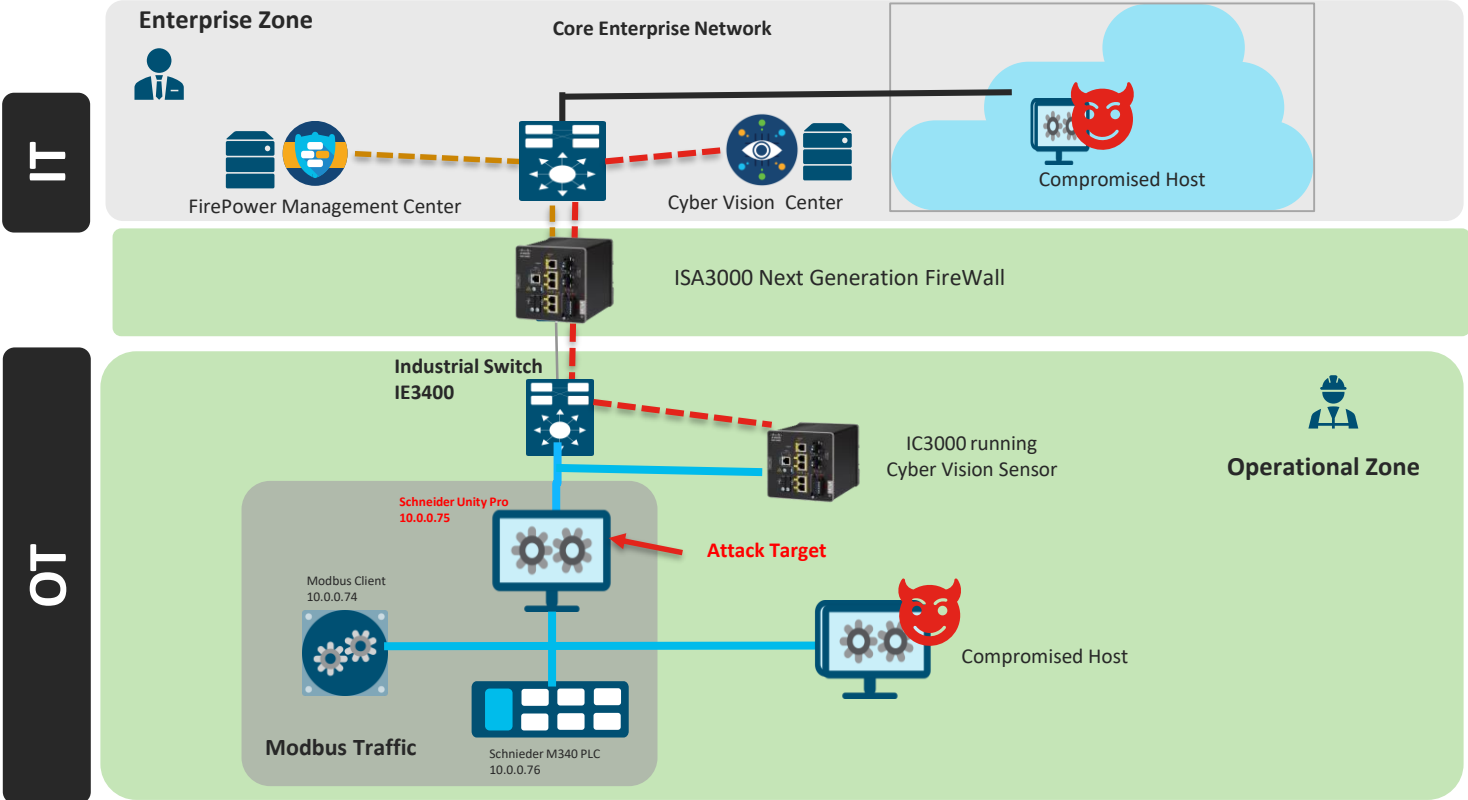 Enterprise Zone
Core Enterprise Network
IT
FirePower Management Center
Cyber Vision Center
Compromised Host
ISA3000 Next Generation FireWall
Industrial Switch
IE3400
IC3000 running
Cyber Vision Sensor
Operational Zone
OT
Schneider Unity Pro
10.0.0.75
Attack Target
Modbus Client
10.0.0.74
Compromised Host
Modbus Traffic
Schnieder M340 PLC
10.0.0.76